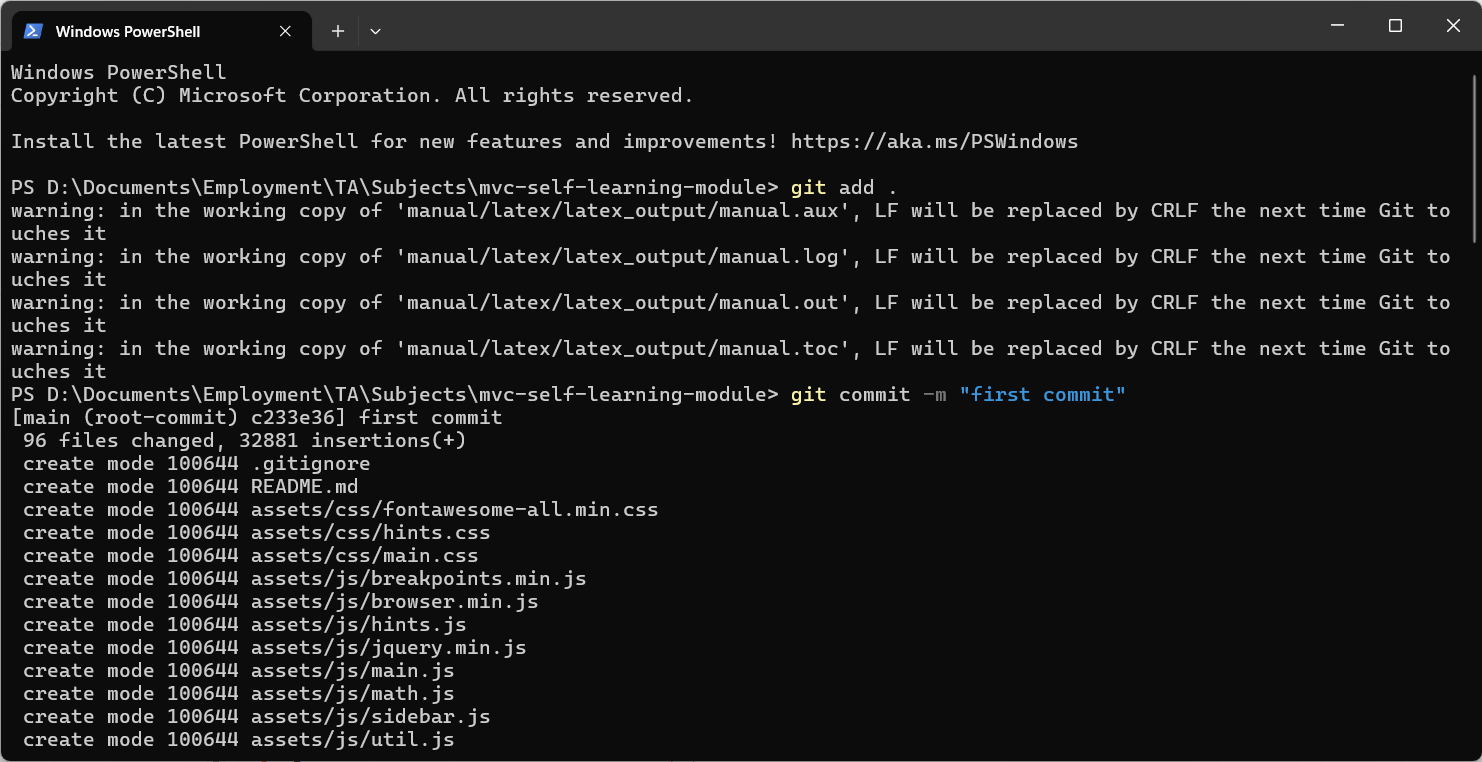 Windows PowerShell
Windows PowerShell
Copyright (C) Microsoft Corporation. All rights reserved.
Install the latest PowerShell for new features and improvements! https://aka.ms/PSWindows
PS D:\Documents\Employment\TA\Subjects\mvc-self-learning-module> git add .
warning: in the working copy of 'manual/latex/latex_output/manual.aux', LF will be replaced by CRLF the next time Git to
uches it
warning: in the working copy of 'manual/latex/latex_output/manual.log', LF will be replaced by CRLF the next time Git to
uches it
warning: in the working copy of 'manual/latex/latex_output/manual.out', LF will be replaced by CRLF the next time Git to
uches it
warning: in the working copy of 'manual/latex/latex_output/manual.toc', LF will be replaced by CRLF the next time Git to
uches it
PS D:\Documents\Employment\TA\Subjects\mvc-self-learning-module> git commit -m "first commit"
[main (root-commit) c233e36] first commit
 96 files changed, 32881 insertions(+)
 create mode 100644 .gitignore
 create mode 100644 README.md
 create mode 100644 assets/css/fontawesome-all.min.css
 create mode 100644 assets/css/hints.css
 create mode 100644 assets/css/main.css
 create mode 100644 assets/js/breakpoints.min.js
 create mode 100644 assets/js/browser.min.js
 create mode 100644 assets/js/hints.js
 create mode 100644 assets/js/jquery.min.js
 create mode 100644 assets/js/main.js
 create mode 100644 assets/js/math.js
 create mode 100644 assets/js/sidebar.js
 create mode 100644 assets/js/util.js